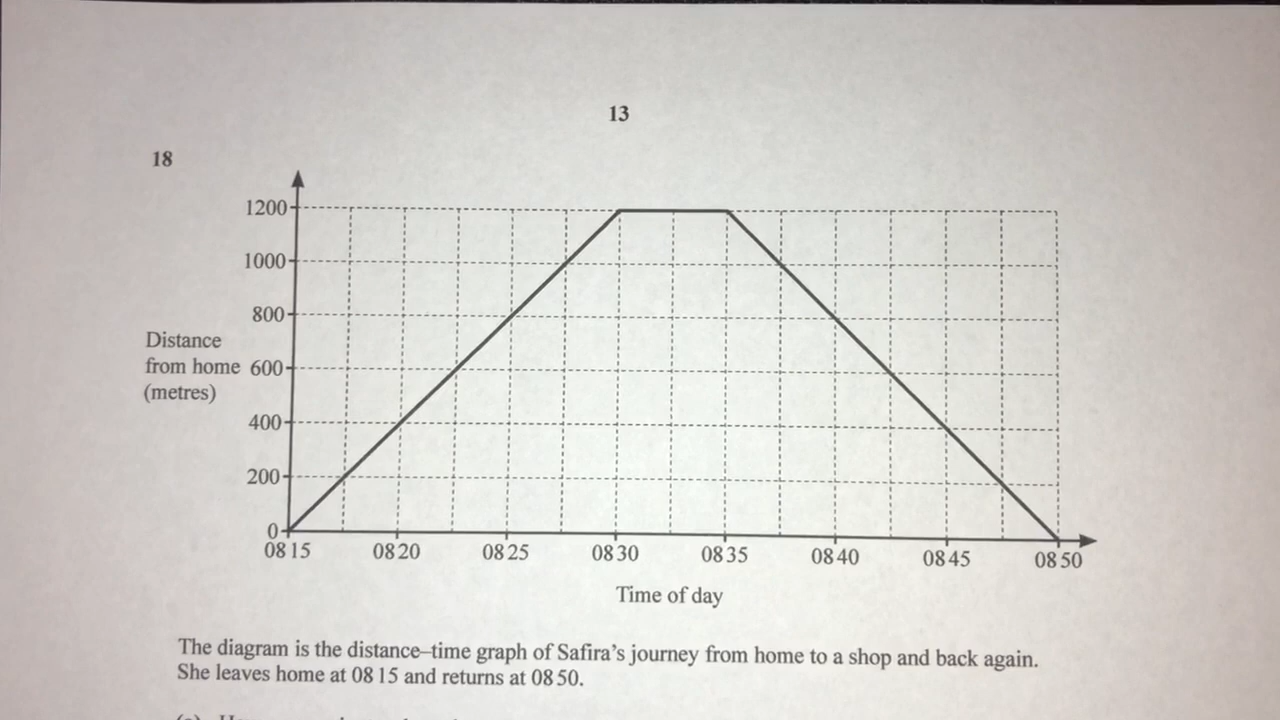 13
18
1200
1000
800
Distance
from home 600
(metres)
400
200
0
08 15 08 20 08 25 08 30 08 35 08 40 08 45 08 50
Time of day
The diagram is the distance–time graph of Safira's journey from home to a shop and back again.
She leaves home at 08 15 and returns at 08 50.